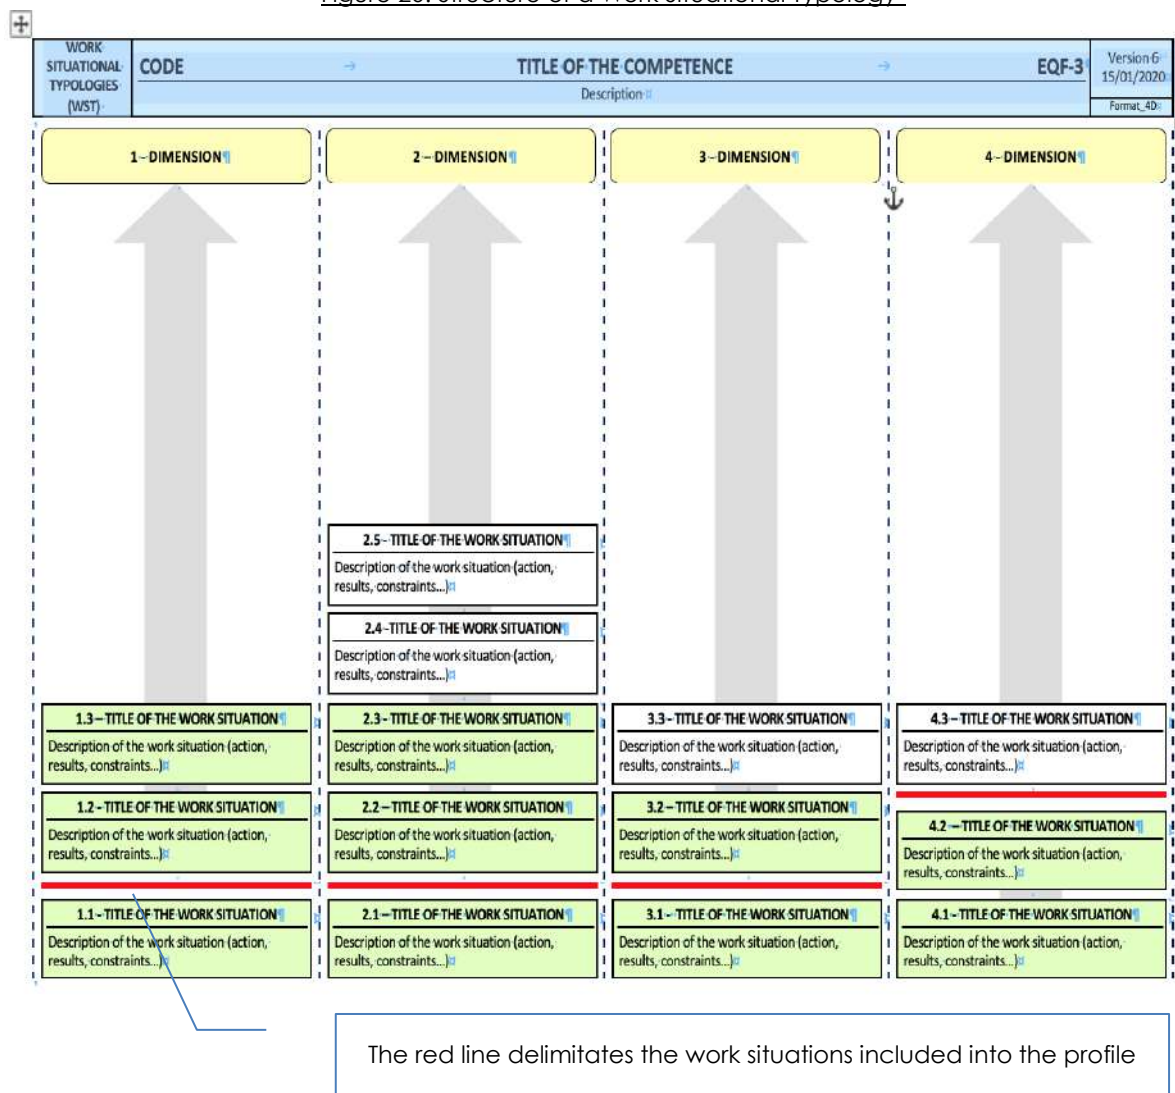 Figure 20. Structure of a Work Situational Typology
WORK
SITUATIONAL
TYPOLOGIES
(WST)
CODE → TITLE OF THE COMPETENCE → EQF-3
Description
Version 6
15/01/2020
Format_4D
1 – DIMENSION¶
2 – DIMENSION¶
3 – DIMENSION¶
4 – DIMENSION¶
2.5 - TITLE OF THE WORK SITUATION¶
Description of the work situation (action,
results, constraints...)
2.4 -TITLE OF THE WORK SITUATION¶
Description of the work situation (action,
results, constraints...)
1.3 – TITLE OF THE WORK SITUATION¶
Description of the work situation (action,
results, constraints...)
2.3 - TITLE OF THE WORK SITUATION¶
Description of the work situation (action,
results, constraints...)
3.3 - TITLE OF THE WORK SITUATION¶
Description of the work situation (action,
results, constraints...)
4.3 – TITLE OF THE WORK SITUATION¶
Description of the work situation (action,
results, constraints...)
1.2 - TITLE OF THE WORK SITUATION¶
Description of the work situation (action,
results, constraints...)
2.2 – TITLE OF THE WORK SITUATION¶
Description of the work situation (action,
results, constraints...)
3.2 – TITLE OF THE WORK SITUATION¶
Description of the work situation (action,
results, constraints...)
4.2 – TITLE OF THE WORK SITUATION¶
Description of the work situation (action,
results, constraints...)
1.1 - TITLE OF THE WORK SITUATION¶
Description of the work situation (action,
results, constraints...)
2.1 – TITLE OF THE WORK SITUATION¶
Description of the work situation (action,
results, constraints...)
3.1 - TITLE OF THE WORK SITUATION¶
Description of the work situation (action,
results, constraints...)
4.1 - TITLE OF THE WORK SITUATION¶
Description of the work situation (action,
results, constraints...)
The red line delimitates the work situations included into the profile